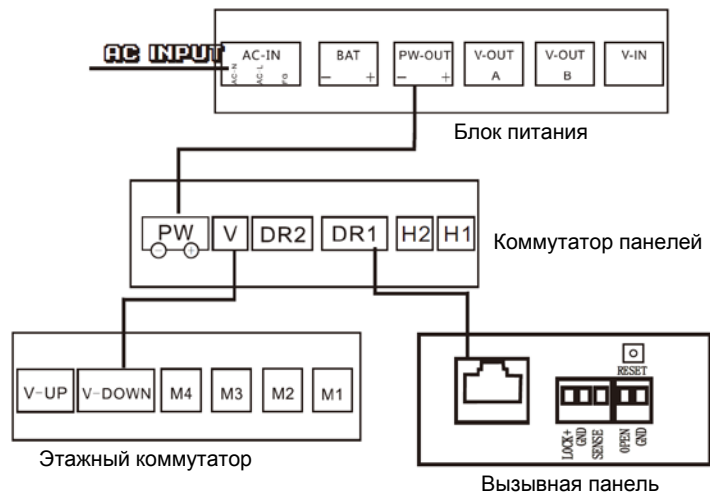 AC INPUT
AC-IN
AC-N
AC-L
FG
BAT
− +
PW-OUT
− +
V-OUT
A
V-OUT
B
V-IN
Блок питания
PW
− +
V
DR2
DR1
H2
H1
Коммутатор панелей
V-UP
V-DOWN
M4
M3
M2
M1
Этажный коммутатор
RESET
LOCK+
GND
SENSE
OPEN
GND
Вызывная панель